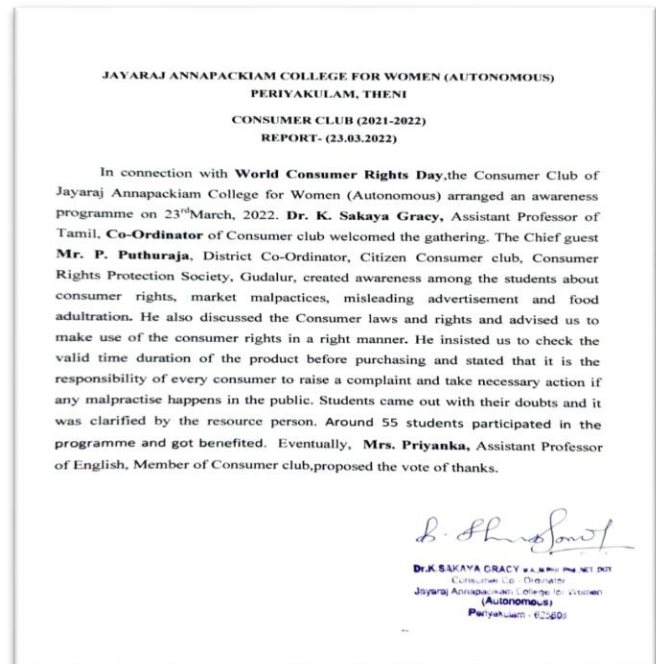 JAYARAJ ANNAPACKIAM COLLEGE FOR WOMEN (AUTONOMOUS)
PERIYAKULAM, THENI
CONSUMER CLUB (2021-2022)
REPORT- (23.03.2022)
In connection with World Consumer Rights Day,the Consumer Club of
Jayaraj Annapackiam College for Women (Autonomous) arranged an awareness
programme on 23rdMarch, 2022. Dr. K. Sakaya Gracy, Assistant Professor of
Tamil, Co-Ordinator of Consumer club welcomed the gathering. The Chief guest
Mr. P. Puthuraja, District Co-Ordinator, Citizen Consumer club, Consumer
Rights Protection Society, Gudalur, created awareness among the students about
consumer rights, market malpactices, misleading advertisement and food
adultration. He also discussed the Consumer laws and rights and advised us to
make use of the consumer rights in a right manner. He insisted us to check the
valid time duration of the product before purchasing and stated that it is the
responsibility of every consumer to raise a complaint and take necessary action if
any malpractise happens in the public. Students came out with their doubts and it
was clarified by the resource person. Around 55 students participated in the
programme and got benefited. Eventually, Mrs. Priyanka, Assistant Professor
of English, Member of Consumer club,proposed the vote of thanks.
Dr.K.SAKAYA GRACY
Consumer Co - Ordinator
Jayaraj Annapackiam College for Women
(Autonomous)
Periyakulam -